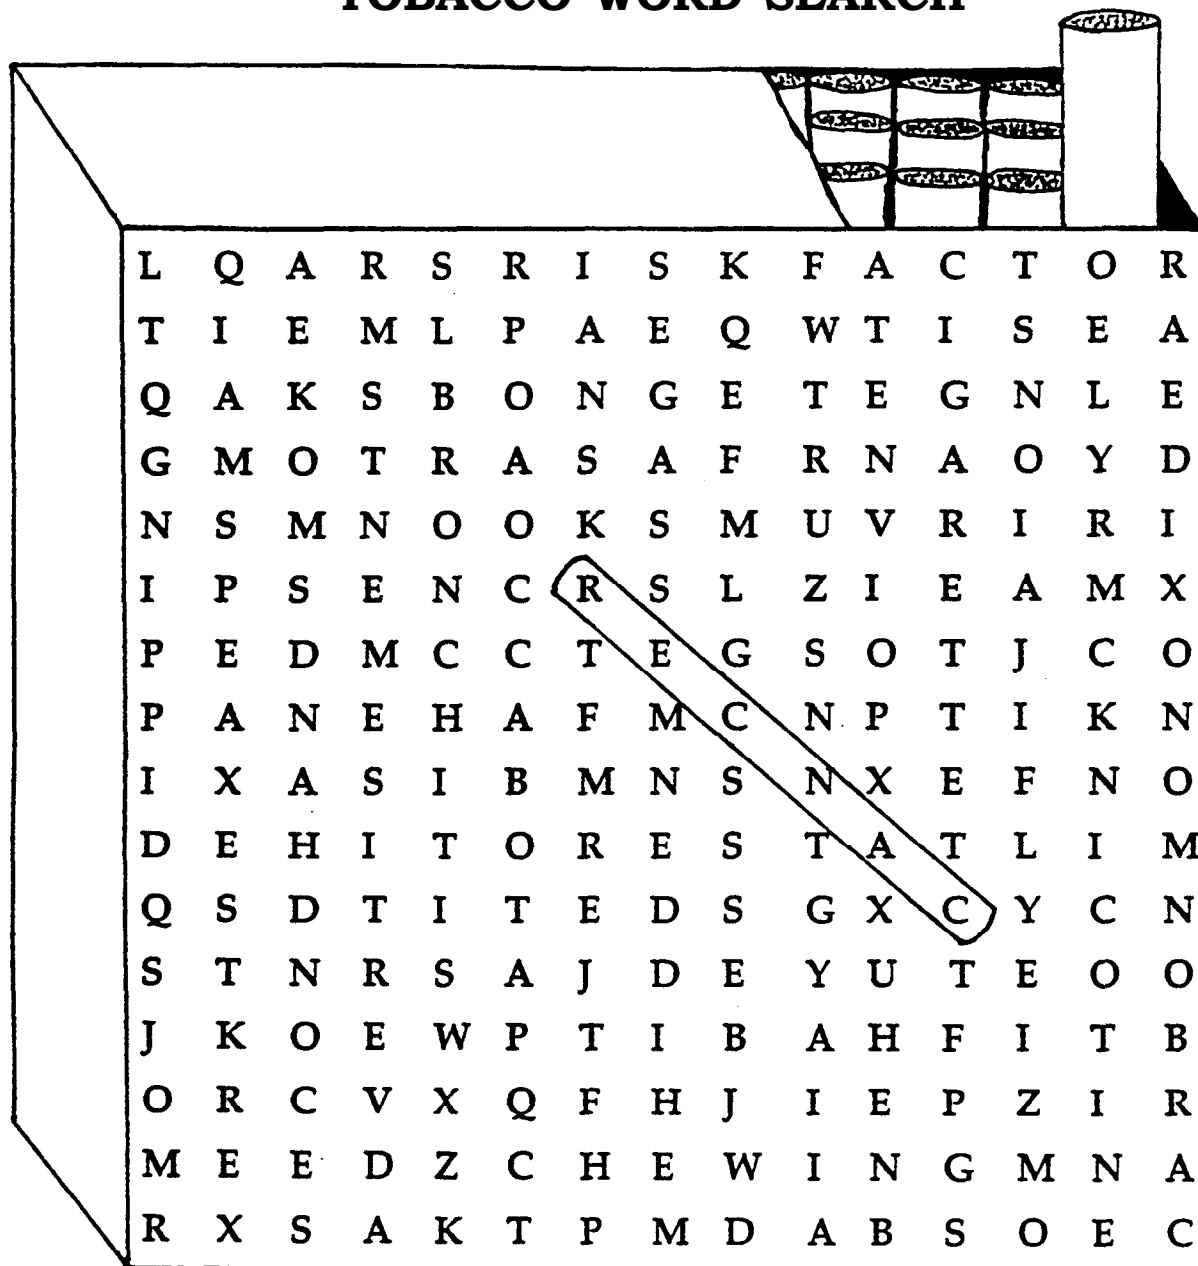 TOBACCO WORD SEARCH
L Q A R S R I S K F A C T O R
T I E M L P A E Q W T I S E A
Q A K S B O N G E T E G N L E
G M O T R A S A F R N A O Y D
N S M N O O K S M U V R I R I
I P S E N C R S L Z I E A M X
P E D M C C T E G S O T J C O
P A N E H A F M C N P T I K N
I X A S I B M N S N X E F N O
D E H I T O R E S T A T L I M
Q S D T I T E D S G X C Y C N
S T N R S A J D E Y U T E O O
J K O E W P T I B A H F I T B
O R C V X Q F H J I E P Z I R
M E E D Z C H E W I N G M N A
R X S A K T P M D A B S O E C